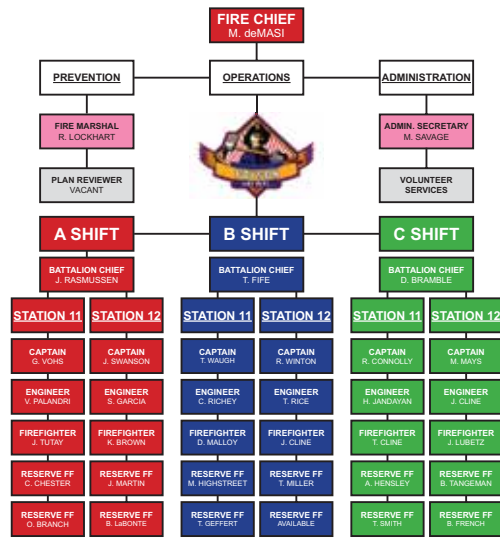 FIRE CHIEF
M. deMASI
PREVENTION
OPERATIONS
ADMINISTRATION
FIRE MARSHAL
R. LOCKHART
ADMIN. SECRETARY
M. SAVAGE
PLAN REVIEWER
VACANT
VOLUNTEER
SERVICES
A SHIFT
B SHIFT
C SHIFT
BATTALION CHIEF
J. RASMUSSEN
BATTALION CHIEF
T. FIFE
BATTALION CHIEF
D. BRAMBLE
STATION 11
STATION 12
STATION 11
STATION 12
STATION 11
STATION 12
CAPTAIN
G. VOHS
CAPTAIN
J. SWANSON
CAPTAIN
T. WAUGH
CAPTAIN
R. WINTON
CAPTAIN
R. CONNOLLY
CAPTAIN
M. MAYS
ENGINEER
V. PALANDRI
ENGINEER
S. GARCIA
ENGINEER
C. RICHEY
ENGINEER
T. RICE
ENGINEER
H. JANDAYAN
ENGINEER
J. CLINE
FIREFIGHTER
J. TUTAY
FIREFIGHTER
K. BROWN
FIREFIGHTER
D. MALLOY
FIREFIGHTER
J. CLINE
FIREFIGHTER
T. CLINE
FIREFIGHTER
J. LUBETZ
RESERVE FF
C. CHESTER
RESERVE FF
J. MARTIN
RESERVE FF
M. HIGHSTREET
RESERVE FF
T. MILLER
RESERVE FF
A. HENSLEY
RESERVE FF
B. TANGEMAN
RESERVE FF
O. BRANCH
RESERVE FF
B. LaBONTE
RESERVE FF
T. GEFFERT
RESERVE FF
AVAILABLE
RESERVE FF
T. SMITH
RESERVE FF
B. FRENCH